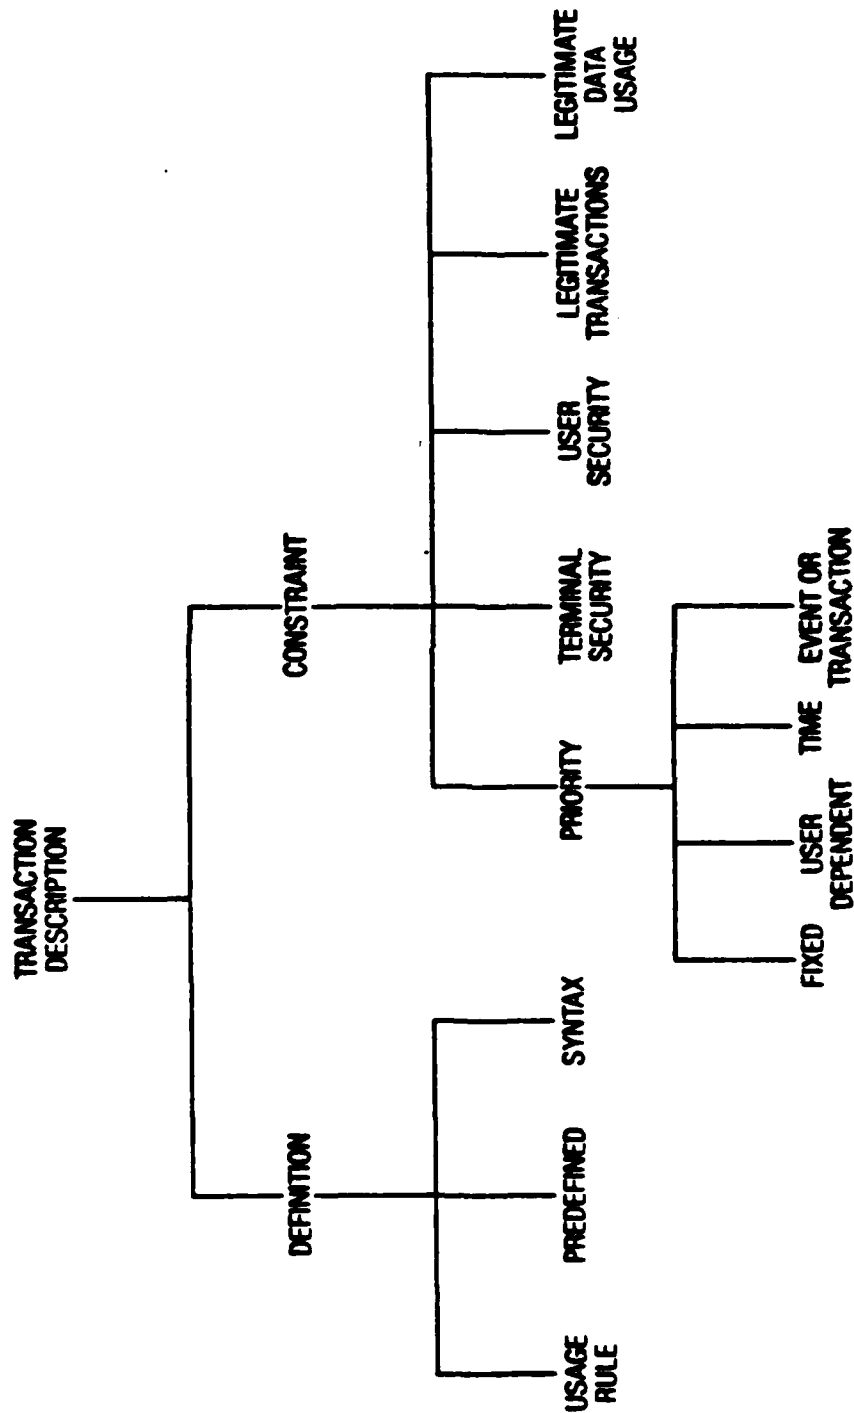 TRANSACTION
DESCRIPTION
DEFINITION
CONSTRAINT
USAGE
RULE
PREDEFINED
SYNTAX
PRIORITY
TERMINAL
SECURITY
USER
SECURITY
LEGITIMATE
TRANSACTIONS
LEGITIMATE
DATA
USAGE
FIXED
USER
DEPENDENT
TIME
EVENT OR
TRANSACTION